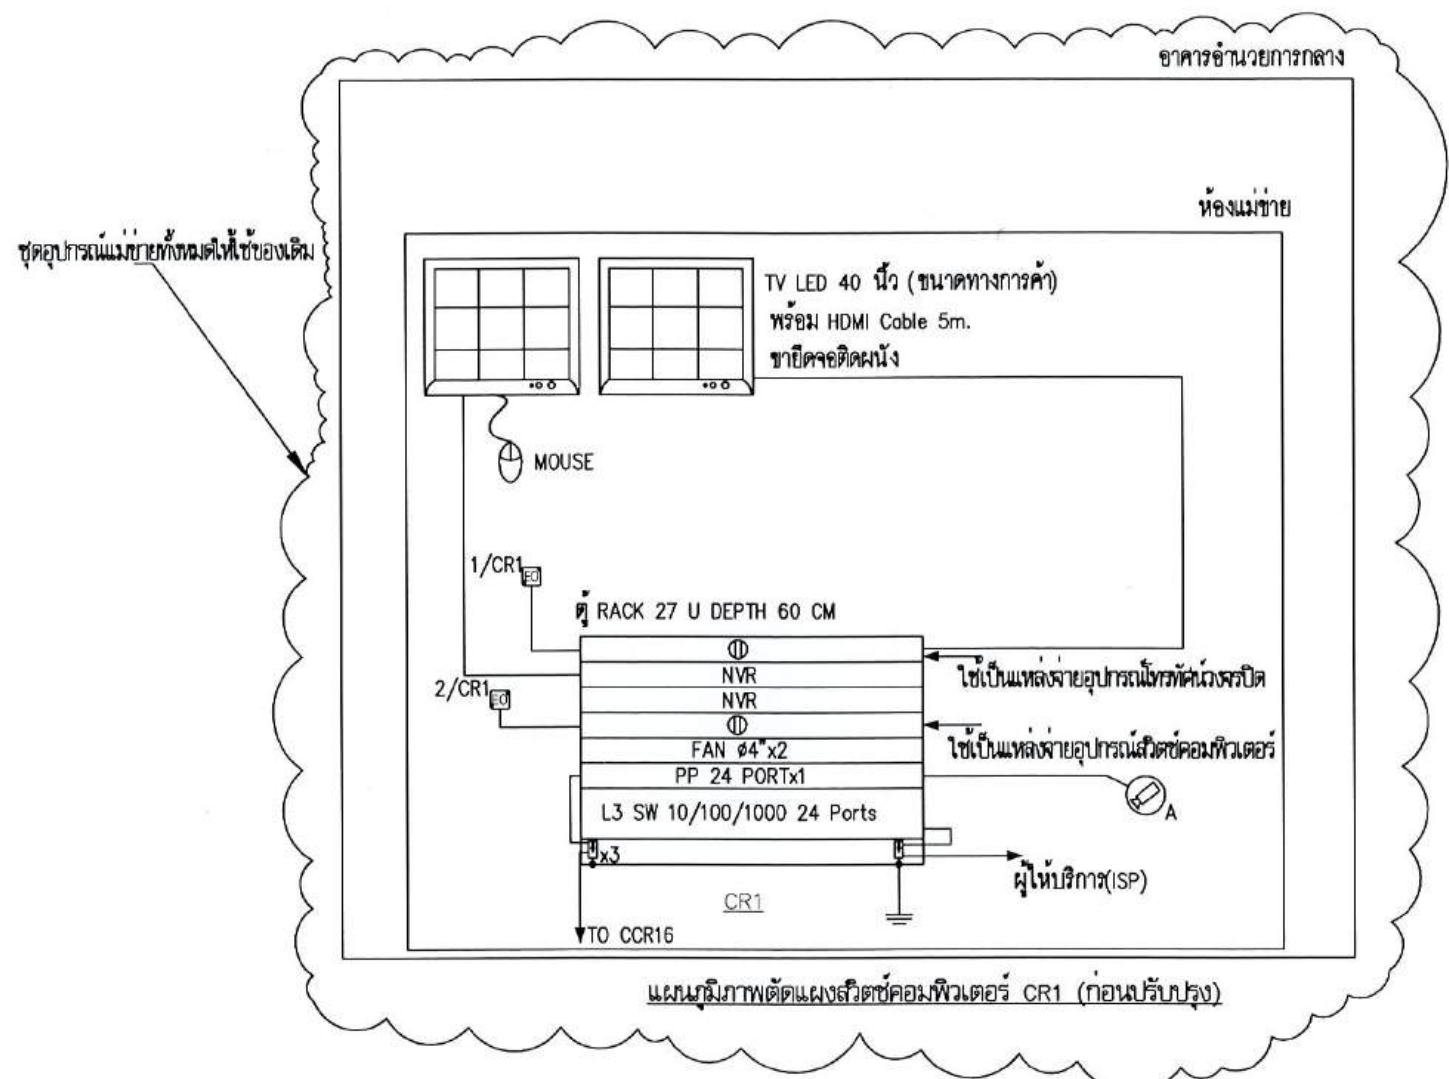 อาคารอำนวยการกลาง
ห้องแม่ข่าย
ชุดอุปกรณ์แม่ข่ายทั้งหมดให้ใช้ของเดิม
TV LED 40 นิ้ว (ขนาดทางการค้า)
พร้อม HDMI Cable 5m.
ขายึดจอติดผนัง
MOUSE
1/CR1
EO
ตู้ RACK 27 U DEPTH 60 CM
NVR
ใช้เป็นแหล่งจ่ายอุปกรณ์โทรทัศน์วงจรปิด
2/CR1
EO
NVR
ใช้เป็นแหล่งจ่ายอุปกรณ์สวิตช์คอมพิวเตอร์
FAN ø4"x2
PP 24 PORTx1
L3 SW 10/100/1000 24 Ports
A
x3
ผู้ให้บริการ(ISP)
CR1
TO CCR16
แผนภูมิภาพตัดแผงสวิตช์คอมพิวเตอร์ CR1 (ก่อนปรับปรุง)